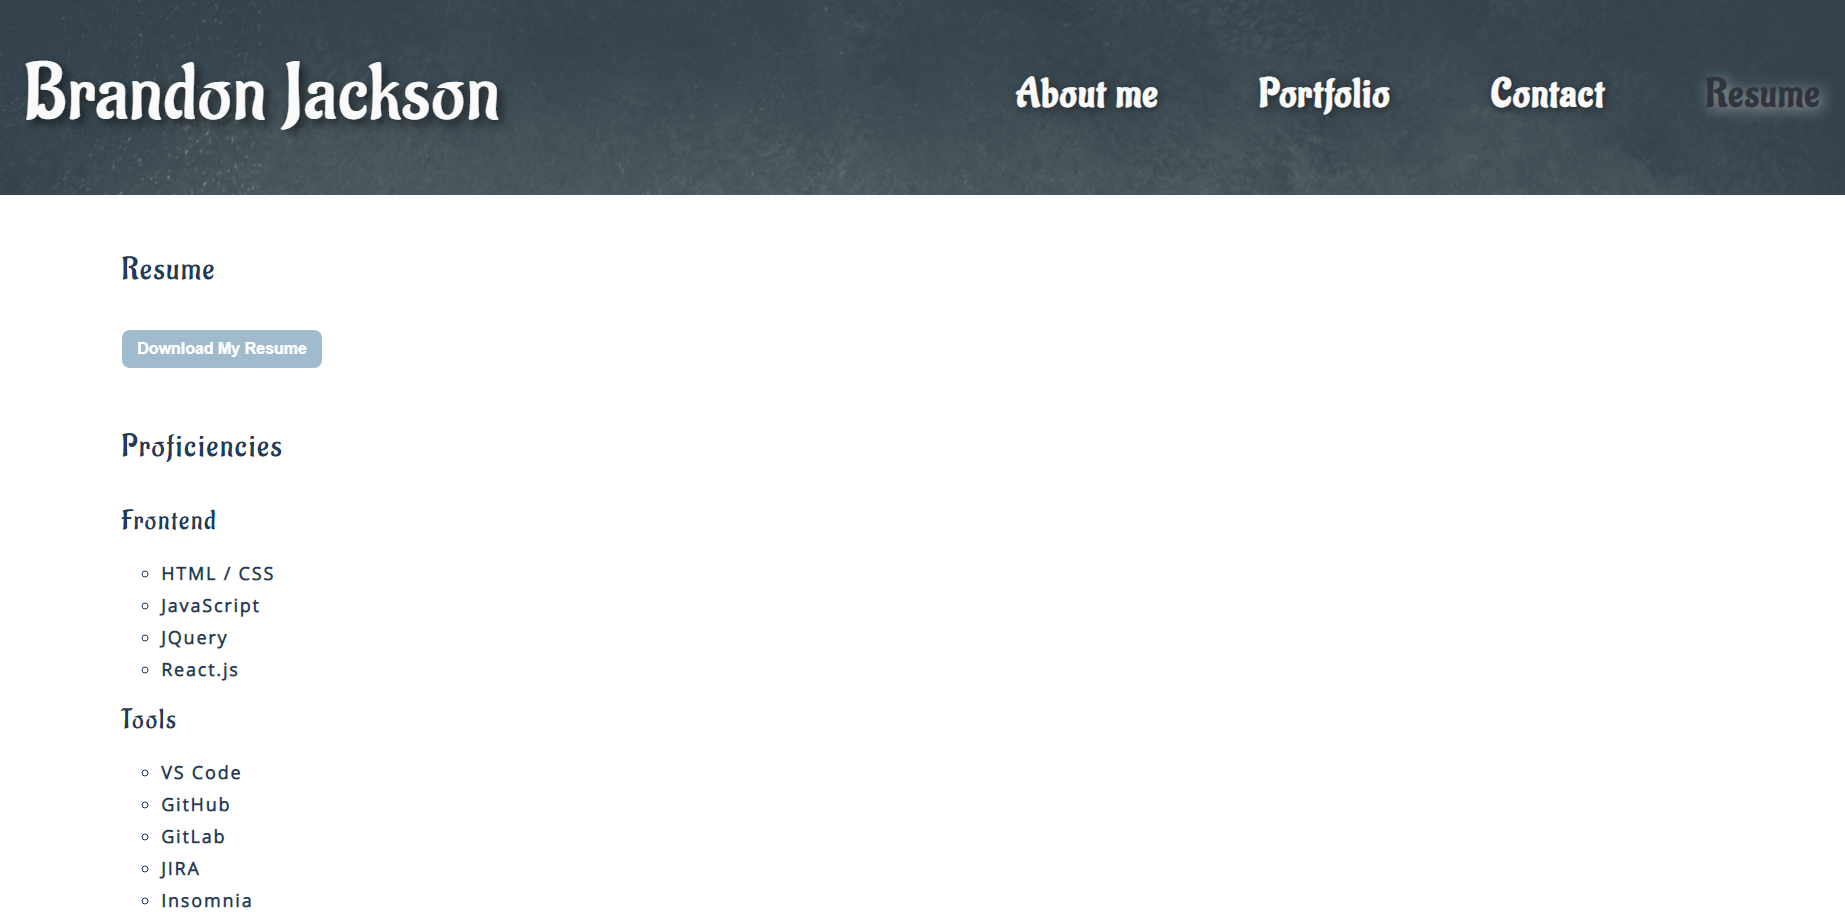 Brandon Jackson
About me Portfolio Contact Resume
Resume
Download My Resume
Proficiencies
Frontend
HTML / CSS
JavaScript
JQuery
React.js
Tools
VS Code
GitHub
GitLab
JIRA
Insomnia